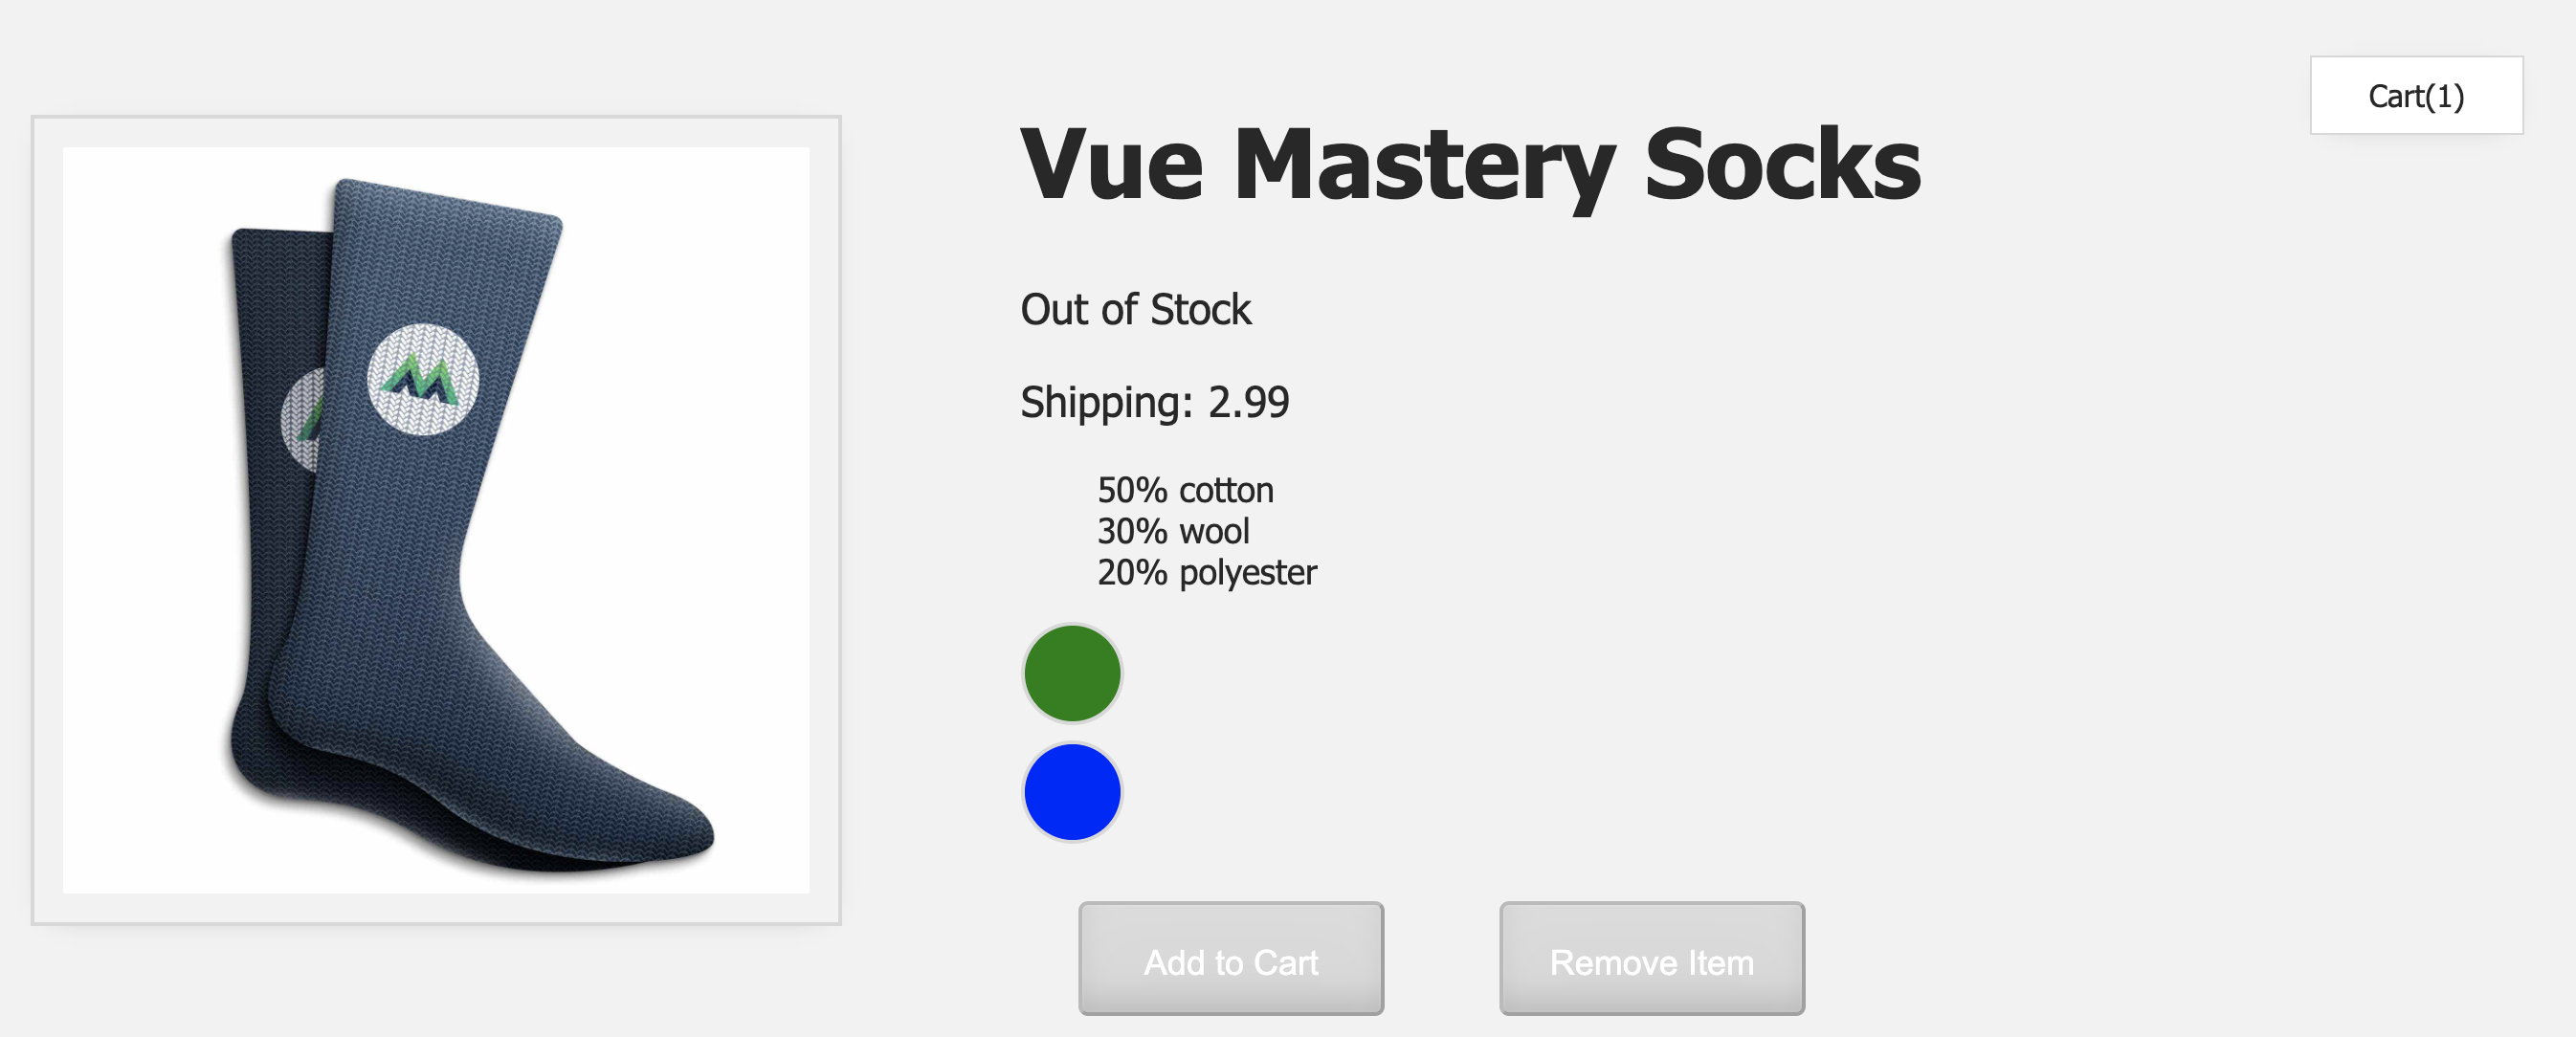 Cart(1)
Vue Mastery Socks
Out of Stock
Shipping: 2.99
50% cotton
30% wool
20% polyester
Add to Cart
Remove Item